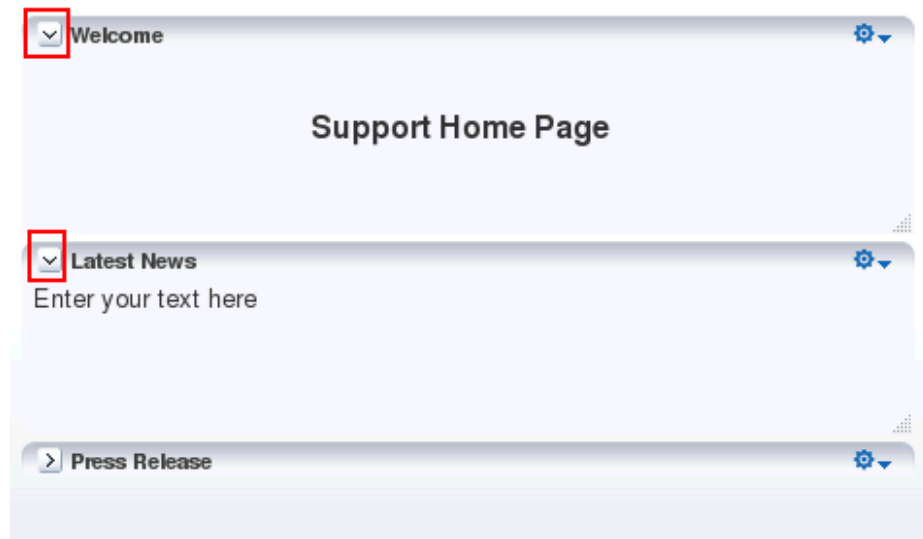 Welcome
Support Home Page
Latest News
Enter your text here
Press Release